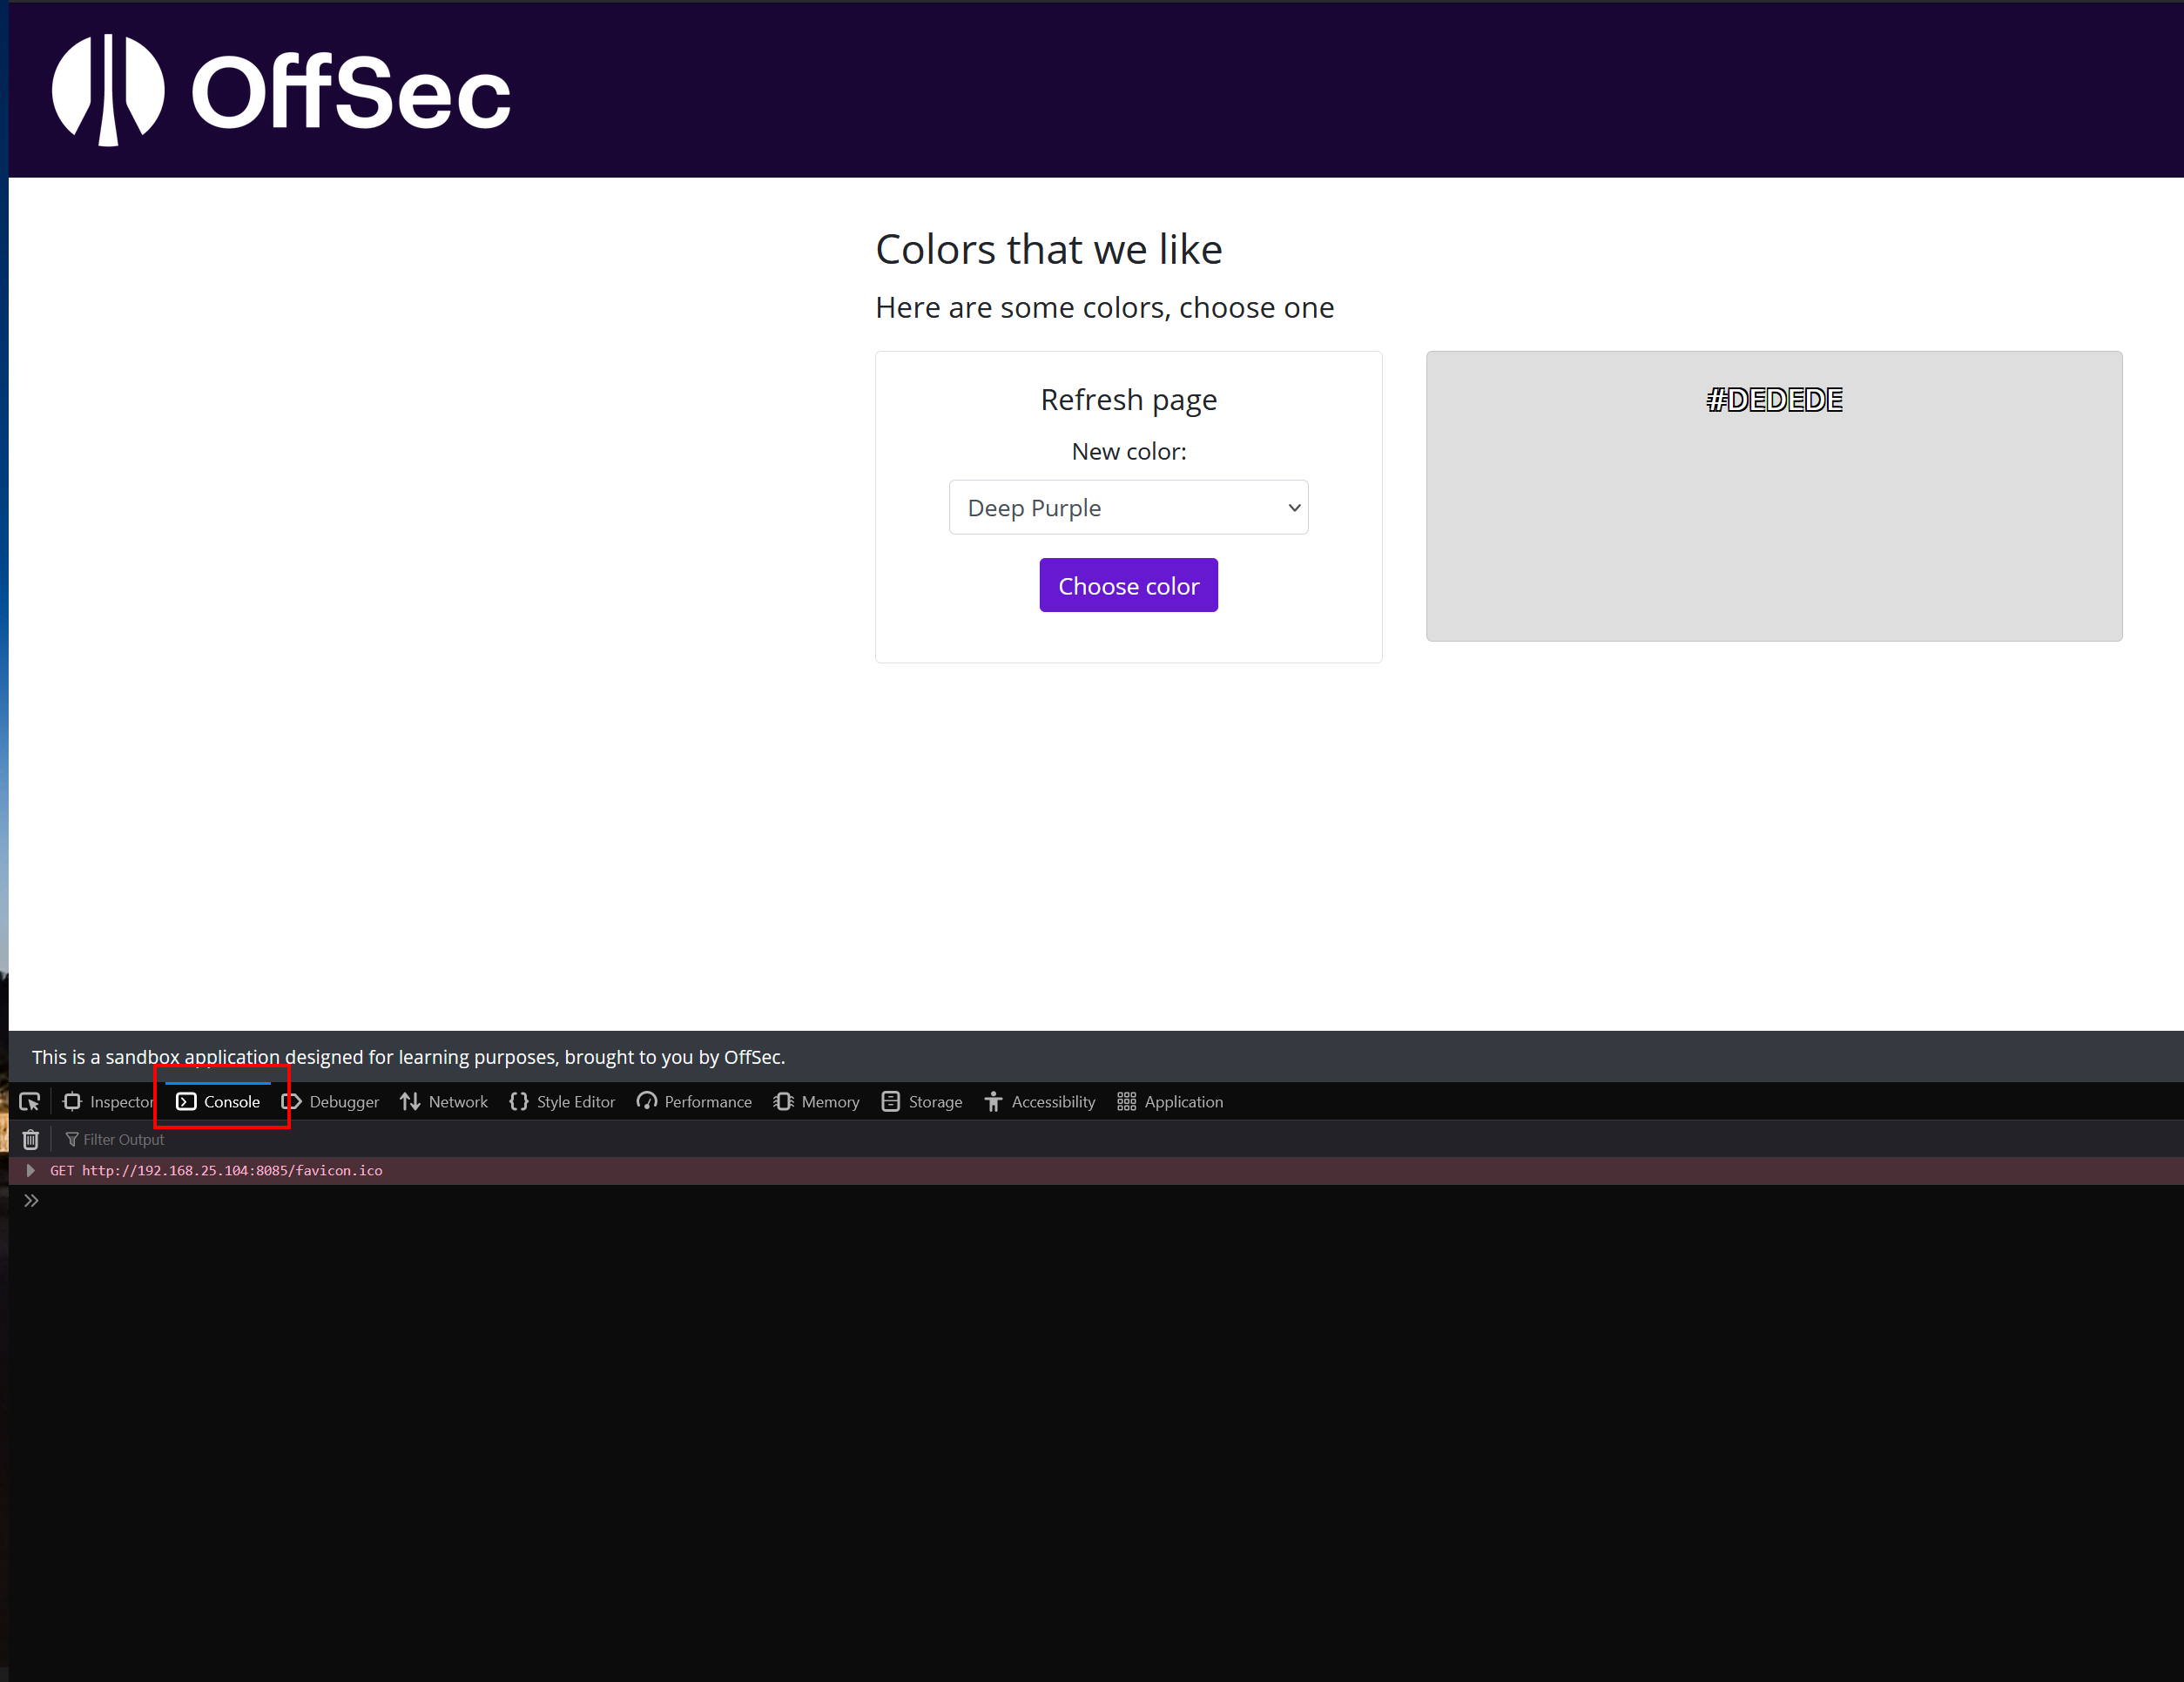 OffSec
Colors that we like
Here are some colors, choose one
Refresh page
New color:
Deep Purple
Choose color
#DEDEDE
This is a sandbox application designed for learning purposes, brought to you by OffSec.
Inspector Console Debugger Network Style Editor Performance Memory Storage Accessibility Application
Filter Output
GET http://192.168.25.104:8085/favicon.ico